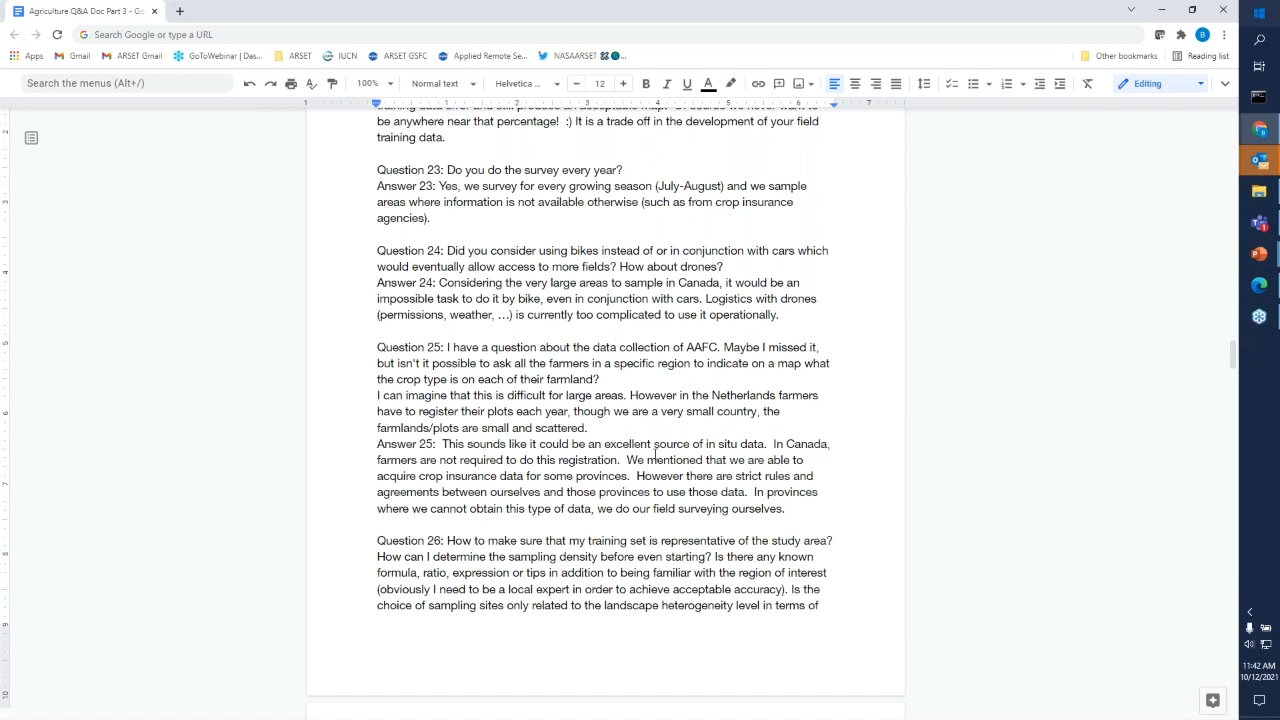 Agriculture Q&A Doc Part 3 - Go
Search Google or type a URL
B
Apps
Gmail
ARSET Gmail
GoToWebinar | Das...
ARSET
IUCN
ARSET GSFC
Applied Remote Se...
NASAARSET
Other bookmarks
Reading list
Search the menus (Alt+/)
100%
Normal text
Helvetica ...
12
B I U A
Editing
1 1 2 3 4 5 6 7
be anywhere near that percentage!  :) It is a trade off in the development of your field
training data.
Question 23: Do you do the survey every year?
Answer 23: Yes, we survey for every growing season (July-August) and we sample
areas where information is not available otherwise (such as from crop insurance
agencies).
Question 24: Did you consider using bikes instead of or in conjunction with cars which
would eventually allow access to more fields? How about drones?
Answer 24: Considering the very large areas to sample in Canada, it would be an
impossible task to do it by bike, even in conjunction with cars. Logistics with drones
(permissions, weather, …) is currently too complicated to use it operationally.
Question 25: I have a question about the data collection of AAFC. Maybe I missed it,
but isn't it possible to ask all the farmers in a specific region to indicate on a map what
the crop type is on each of their farmland?
I can imagine that this is difficult for large areas. However in the Netherlands farmers
have to register their plots each year, though we are a very small country, the
farmlands/plots are small and scattered.
Answer 25:  This sounds like it could be an excellent source of in situ data.  In Canada,
farmers are not required to do this registration.  We mentioned that we are able to
acquire crop insurance data for some provinces.  However there are strict rules and
agreements between ourselves and those provinces to use those data.  In provinces
where we cannot obtain this type of data, we do our field surveying ourselves.
Question 26: How to make sure that my training set is representative of the study area?
How can I determine the sampling density before even starting? Is there any known
formula, ratio, expression or tips in addition to being familiar with the region of interest
(obviously I need to be a local expert in order to achieve acceptable accuracy). Is the
choice of sampling sites only related to the landscape heterogeneity level in terms of
11:42 AM
10/12/2021